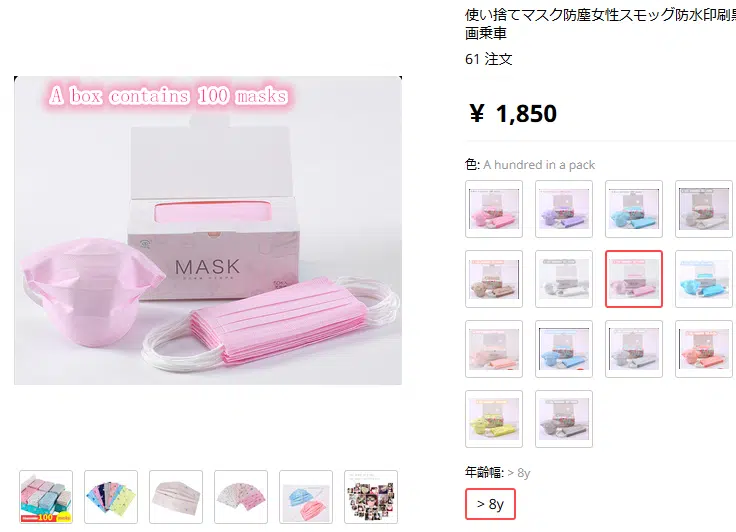 使い捨てマスク防塵女性スモッグ防水印刷
画乗車
61 注文
A box contains 100 masks
¥ 1,850
色: A hundred in a pack
MASK
年齢幅: > 8y
> 8y